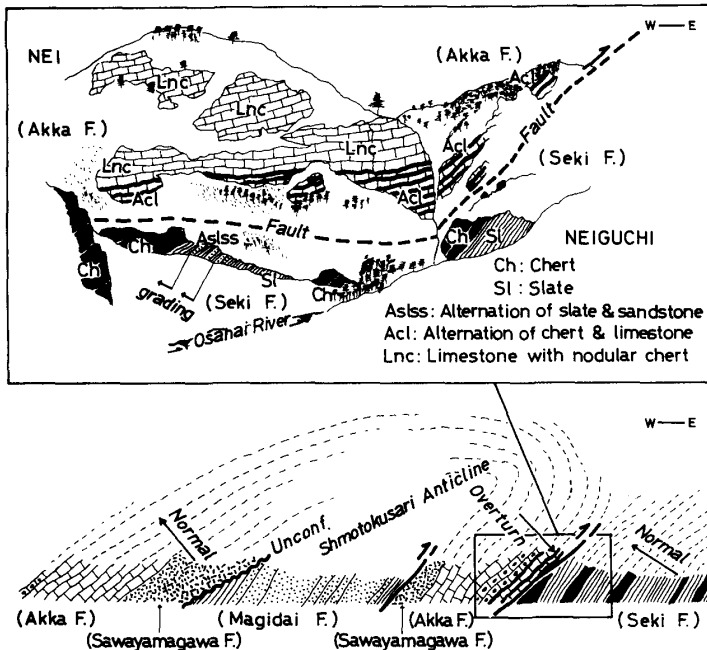 W — E
NEI
(Akka F.)
Acl
Lnc
Lnc
Fault
(Akka F.)
Lnc
Acl
(Seki F.)
Lnc
Acl
Acl
Fault
NEIGUCHI
Ch
Ch
Aslss
Ch
Sl
Ch : Chert
Sl
Ch
Sl : Slate
grading
(Seki F.)
Aslss : Alternation of slate & sandstone
Osanai River
Acl : Alternation of chert & limestone
Lnc : Limestone with nodular chert
W — E
Normal
Unconf.
Shmotokusari Anticline
Overturn
Normal
(Akka F.)
(Magidai F.)
(Akka F.)
(Seki F.)
(Sawayamagawa F.)
(Sawayamagawa F.)